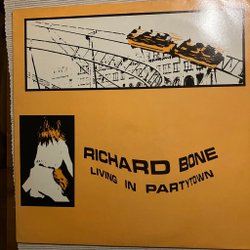 RICHARD BONE
LIVING IN PARTYTOWN